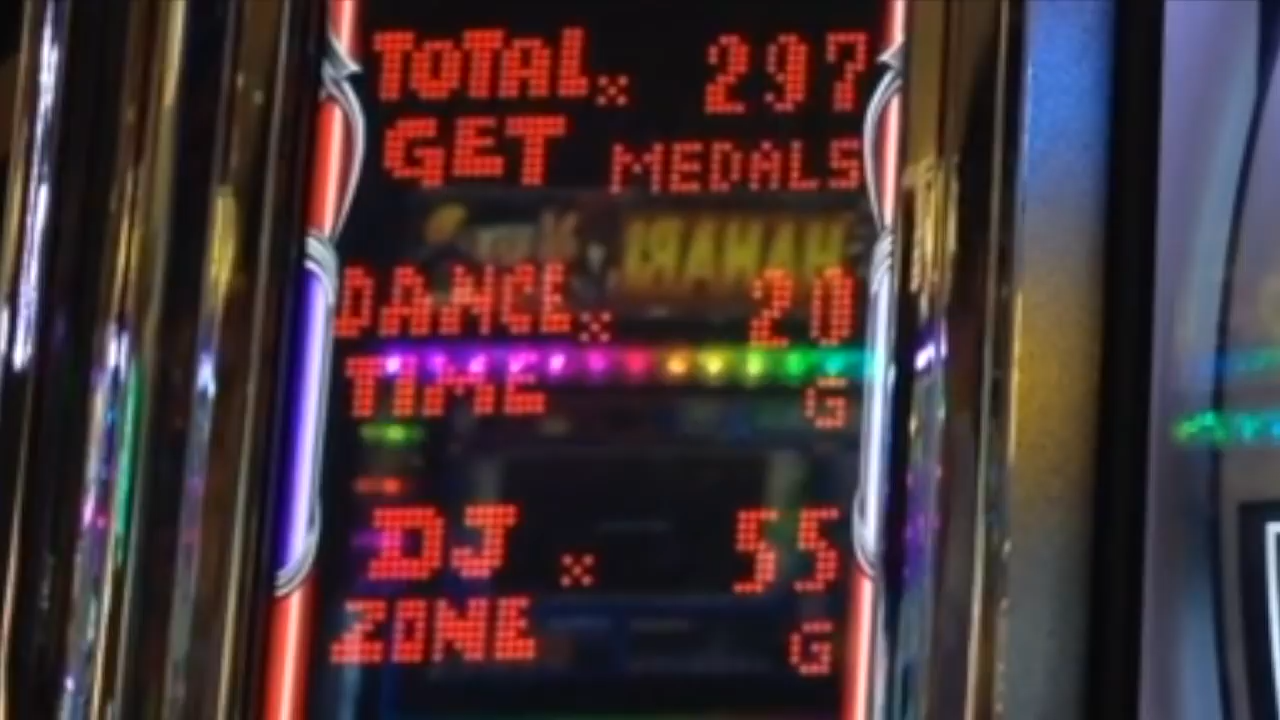 TOTAL x 297
GET MEDALS
DANCE x 20
TIME G
DJ x 55
ZONE G